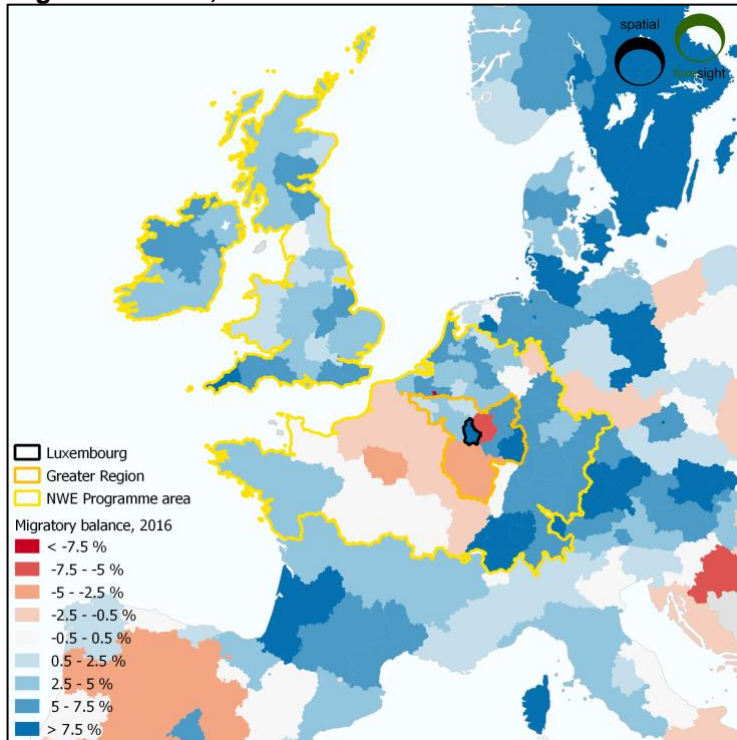 spatial
foresight
Luxembourg
Greater Region
NWE Programme area
Migratory balance, 2016
< -7.5 %
-7.5 - -5 %
-5 - -2.5 %
-2.5 - -0.5 %
-0.5 - 0.5 %
0.5 - 2.5 %
2.5 - 5 %
5 - 7.5 %
> 7.5 %